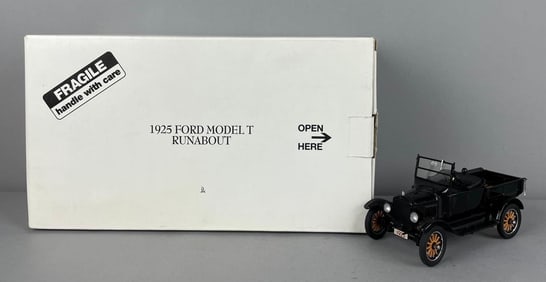 FRAGILE
handle with care
1925 FORD MODEL T
RUNABOUT
OPEN
HERE